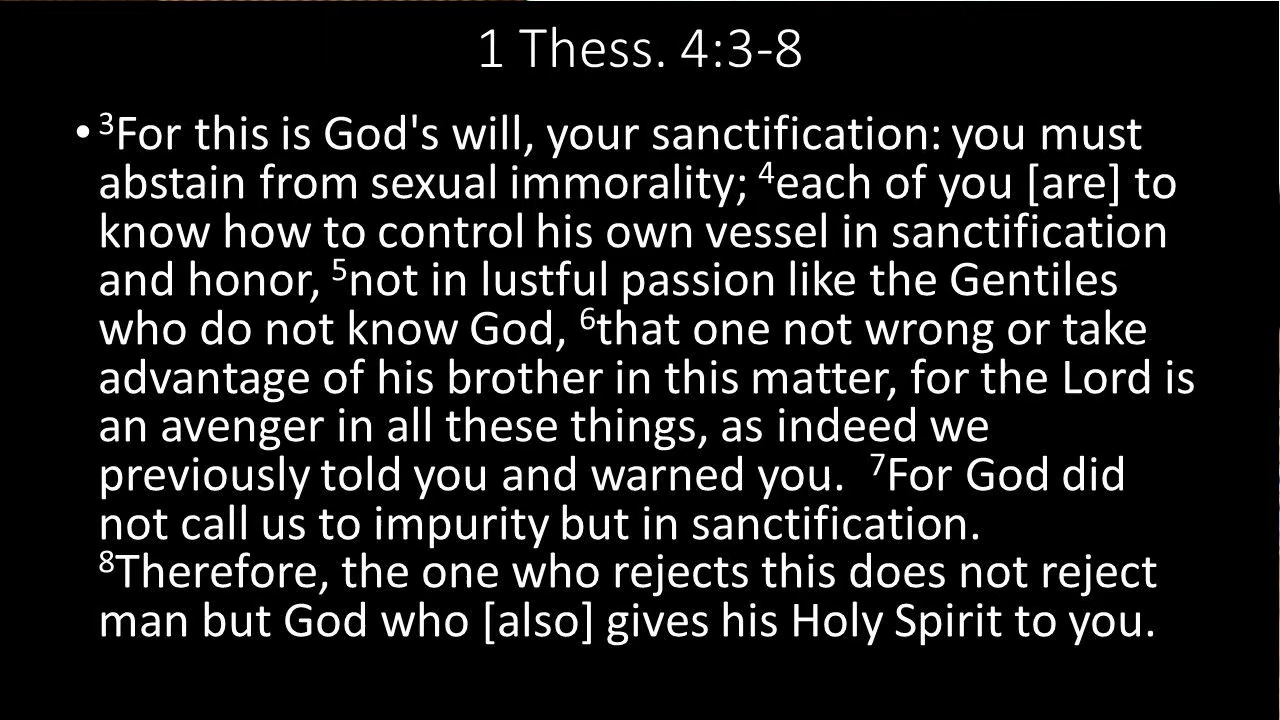 1 Thess. 4:3-8
• ³For this is God's will, your sanctification: you must
abstain from sexual immorality; ⁴each of you [are] to
know how to control his own vessel in sanctification
and honor, ⁵not in lustful passion like the Gentiles
who do not know God, ⁶that one not wrong or take
advantage of his brother in this matter, for the Lord is
an avenger in all these things, as indeed we
previously told you and warned you.  ⁷For God did
not call us to impurity but in sanctification.
⁸Therefore, the one who rejects this does not reject
man but God who [also] gives his Holy Spirit to you.